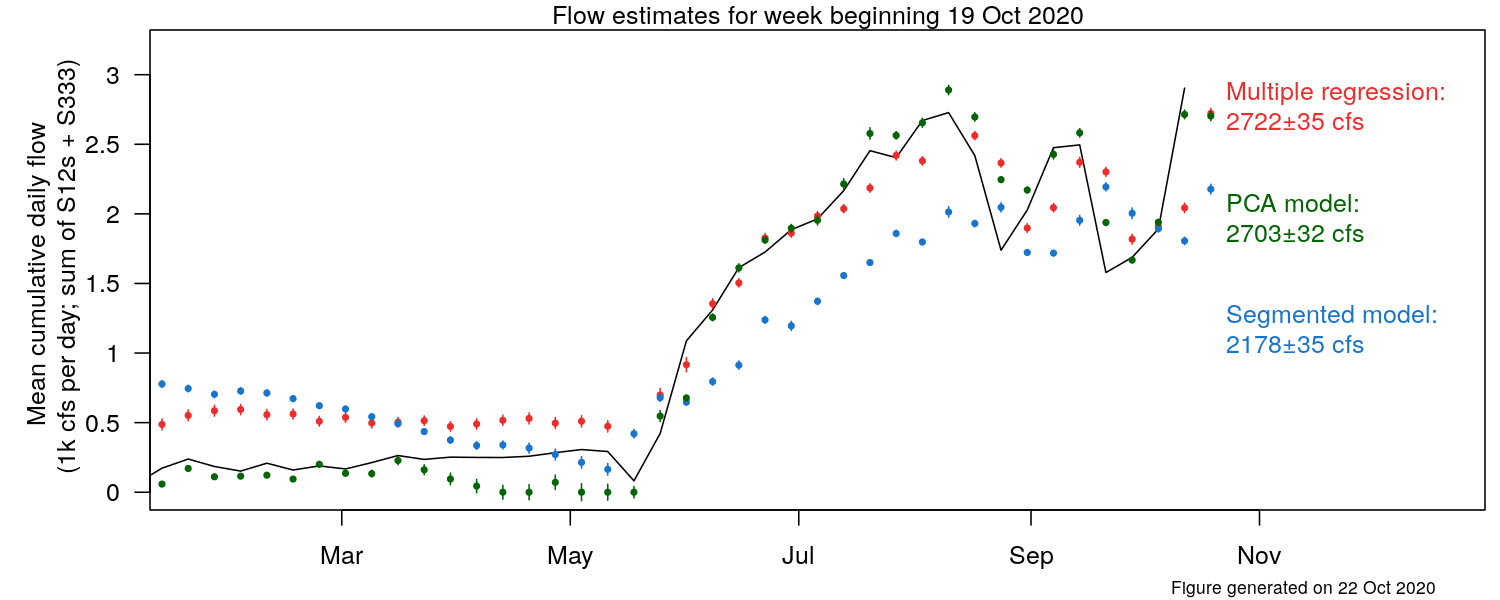 Flow estimates for week beginning 19 Oct 2020
Mean cumulative daily flow
(1k cfs per day; sum of S12s + S333)
3
2.5
2
1.5
1
0.5
0
Multiple regression:
2722±35 cfs
PCA model:
2703±32 cfs
Segmented model:
2178±35 cfs
Mar
May
Jul
Sep
Nov
FIgure generated on 22 Oct 2020